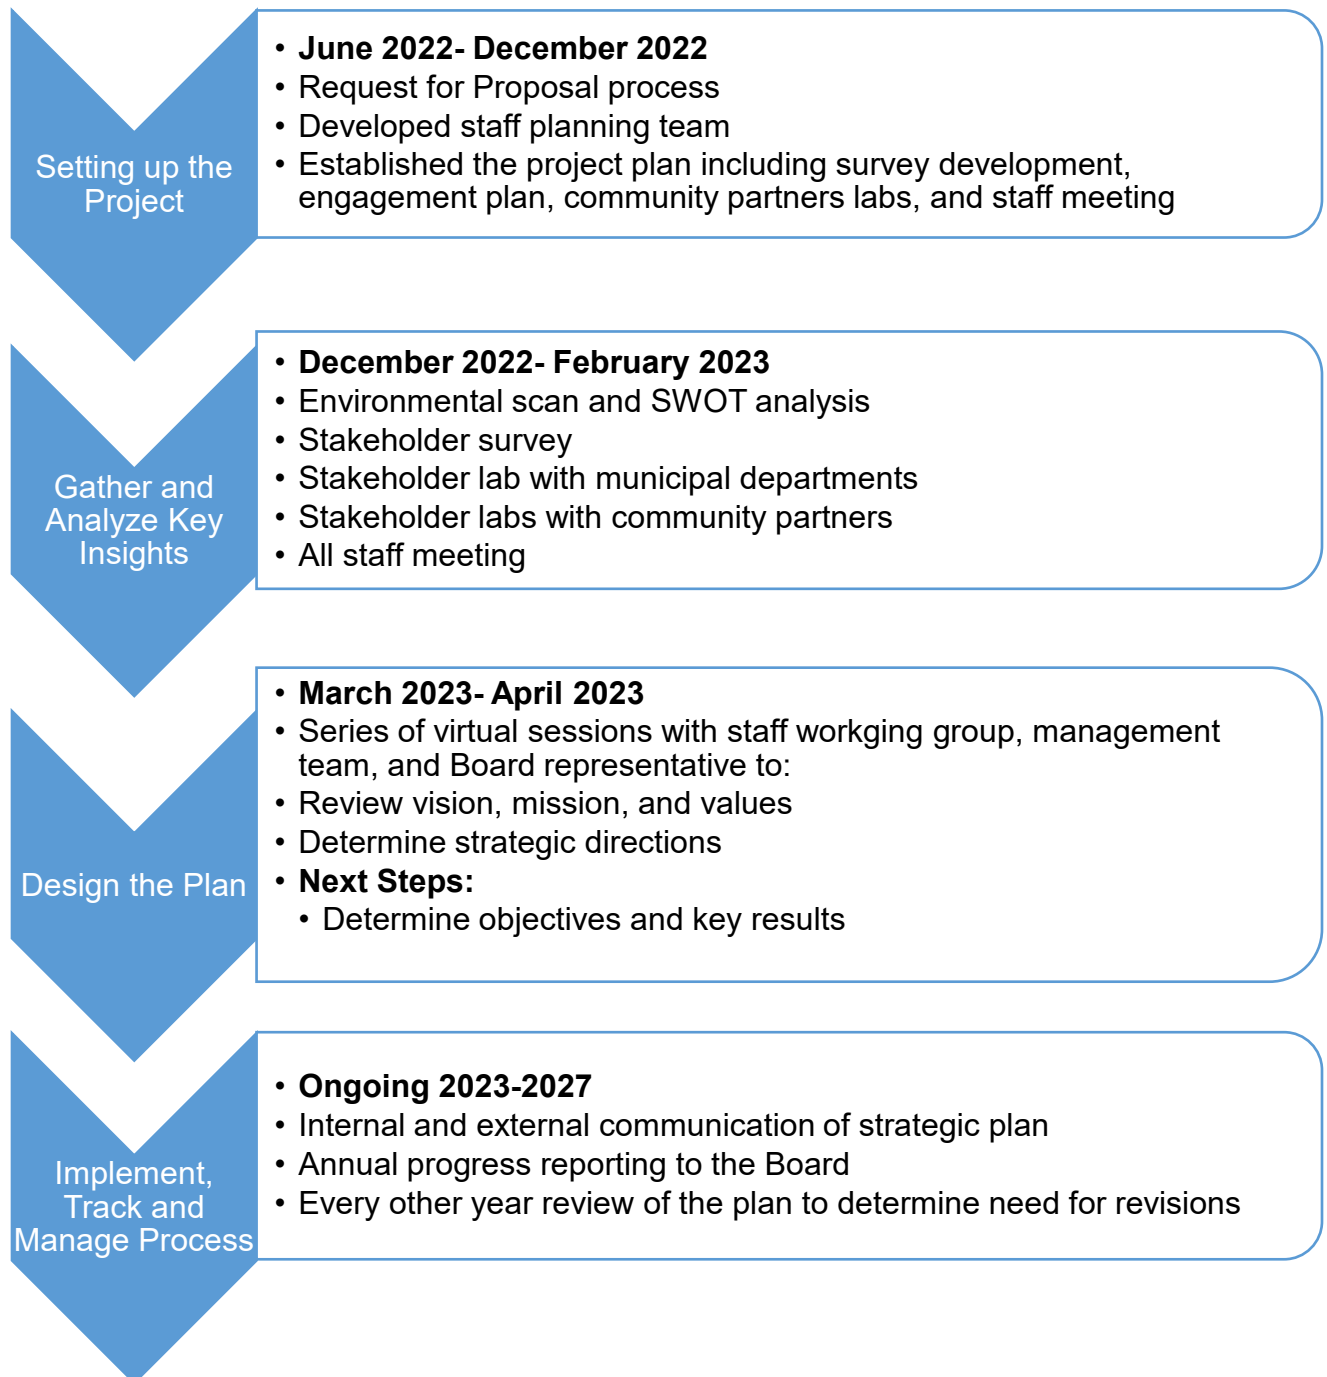 Setting up the
Project
• June 2022- December 2022
• Request for Proposal process
• Developed staff planning team
• Established the project plan including survey development,
engagement plan, community partners labs, and staff meeting
Gather and
Analyze Key
Insights
• December 2022- February 2023
• Environmental scan and SWOT analysis
• Stakeholder survey
• Stakeholder lab with municipal departments
• Stakeholder labs with community partners
• All staff meeting
Design the Plan
• March 2023- April 2023
• Series of virtual sessions with staff workging group, management
team, and Board representative to:
• Review vision, mission, and values
• Determine strategic directions
• Next Steps:
• Determine objectives and key results
Implement,
Track and
Manage Process
• Ongoing 2023-2027
• Internal and external communication of strategic plan
• Annual progress reporting to the Board
• Every other year review of the plan to determine need for revisions